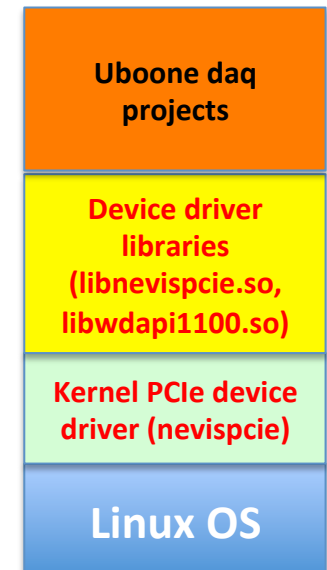 Uboone daq
projects
Device driver
libraries
(libnevispcie.so,
libwdapi1100.so)
Kernel PCIe device
driver (nevispcie)
Linux OS